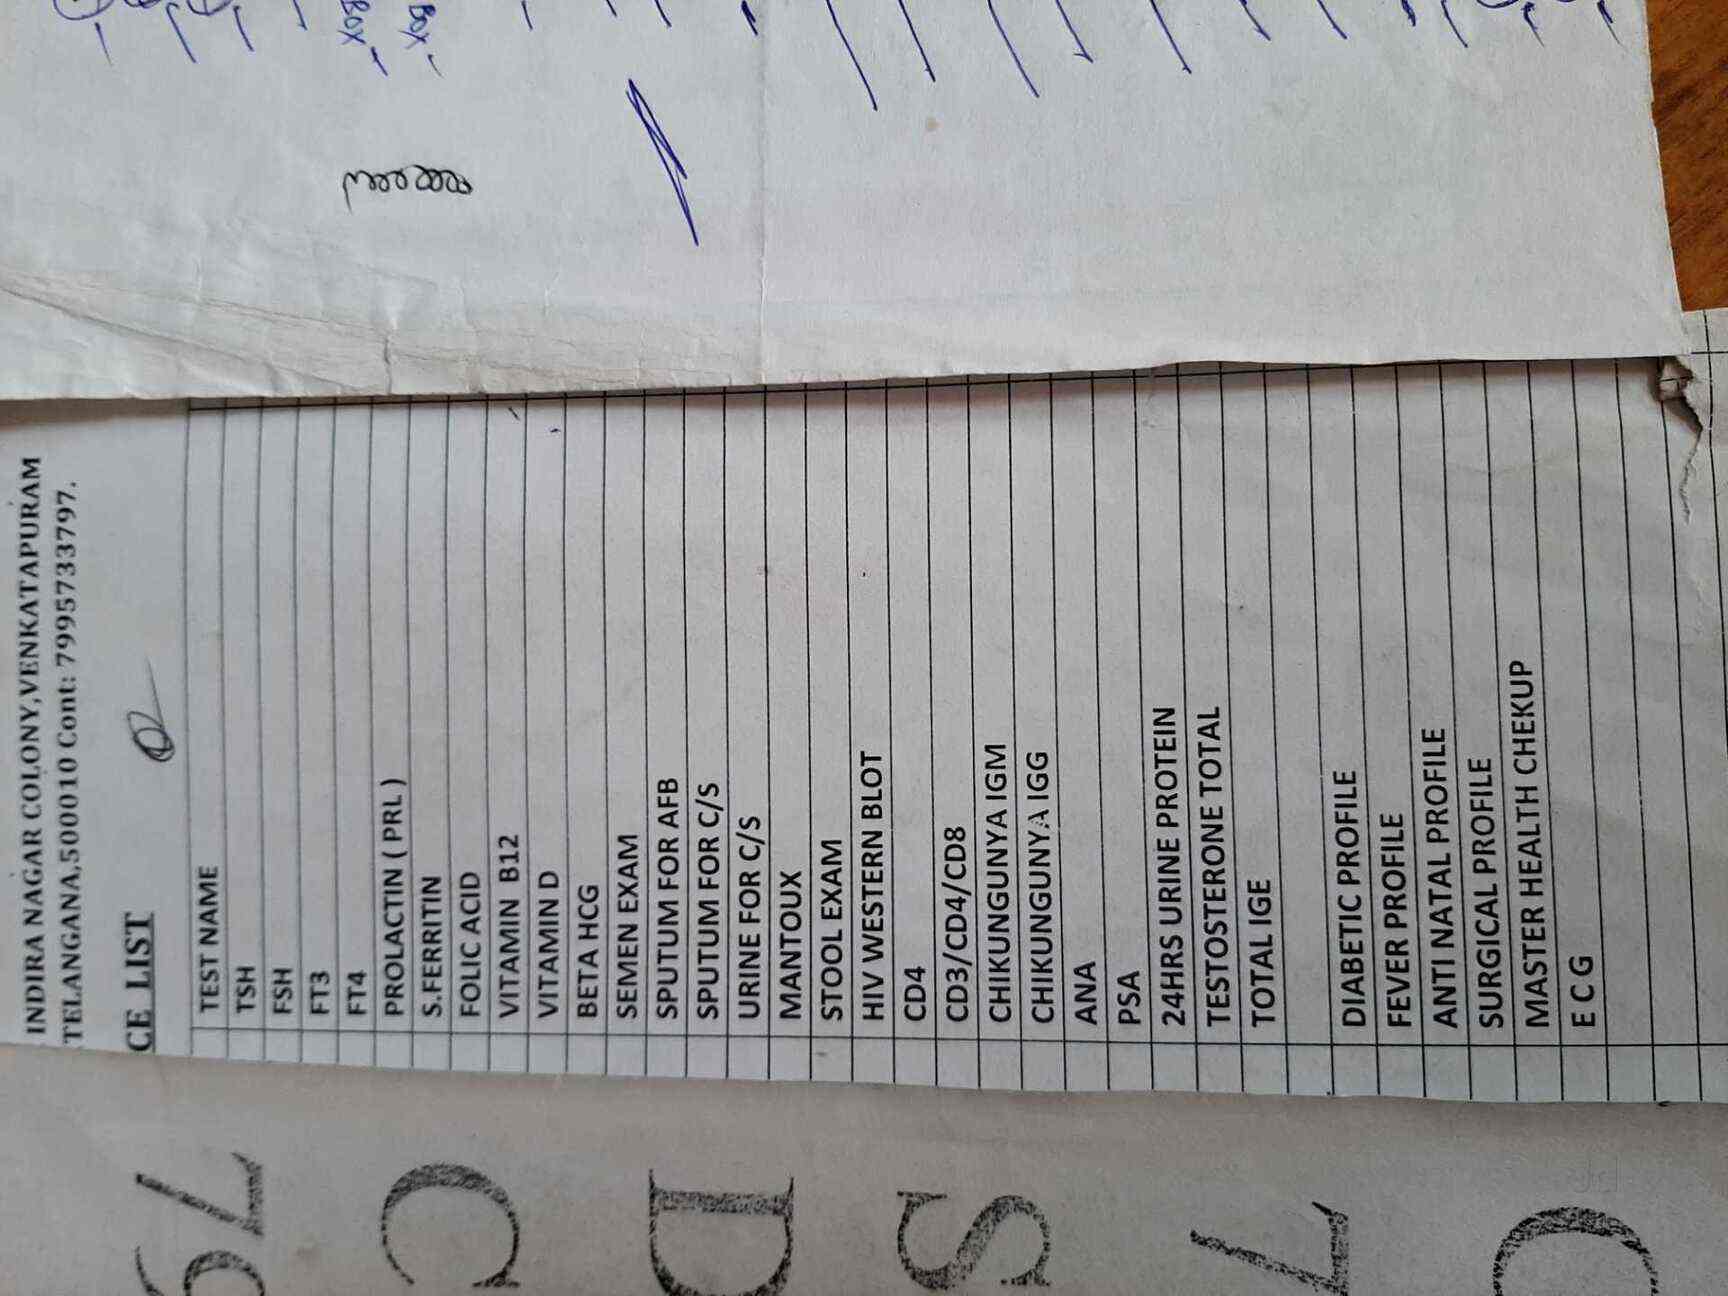 INDIRA NAGAR COLONY,VENKATAPURAM
TELANGANA,500010 Cont: 7995733797.
CE LIST
TEST NAME
TSH
FSH
FT3
FT4
PROLACTIN ( PRL )
S.FERRITIN
FOLIC ACID
VITAMIN B12
VITAMIN D
BETA HCG
SEMEN EXAM
SPUTUM FOR AFB
SPUTUM FOR C/S
URINE FOR C/S
MANTOUX
STOOL EXAM
HIV WESTERN BLOT
CD4
CD3/CD4/CD8
CHIKUNGUNYA IGM
CHIKUNGUNYA IGG
ANA
PSA
24HRS URINE PROTEIN
TESTOSTERONE TOTAL
TOTAL IGE
DIABETIC PROFILE
FEVER PROFILE
ANTI NATAL PROFILE
SURGICAL PROFILE
MASTER HEALTH CHEKUP
E C G
Box -
Box -
C
D
S